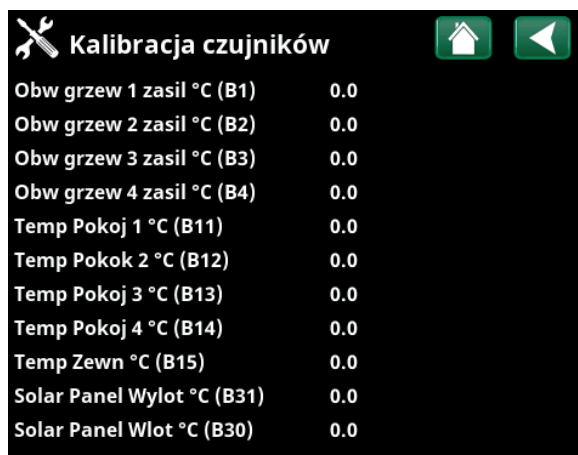 Kalibracja czujników
Obw grzew 1 zasil °C (B1) 0.0
Obw grzew 2 zasil °C (B2) 0.0
Obw grzew 3 zasil °C (B3) 0.0
Obw grzew 4 zasil °C (B4) 0.0
Temp Pokoj 1 °C (B11) 0.0
Temp Pokok 2 °C (B12) 0.0
Temp Pokoj 3 °C (B13) 0.0
Temp Pokoj 4 °C (B14) 0.0
Temp Zewn °C (B15) 0.0
Solar Panel Wylot °C (B31) 0.0
Solar Panel Wlot °C (B30) 0.0